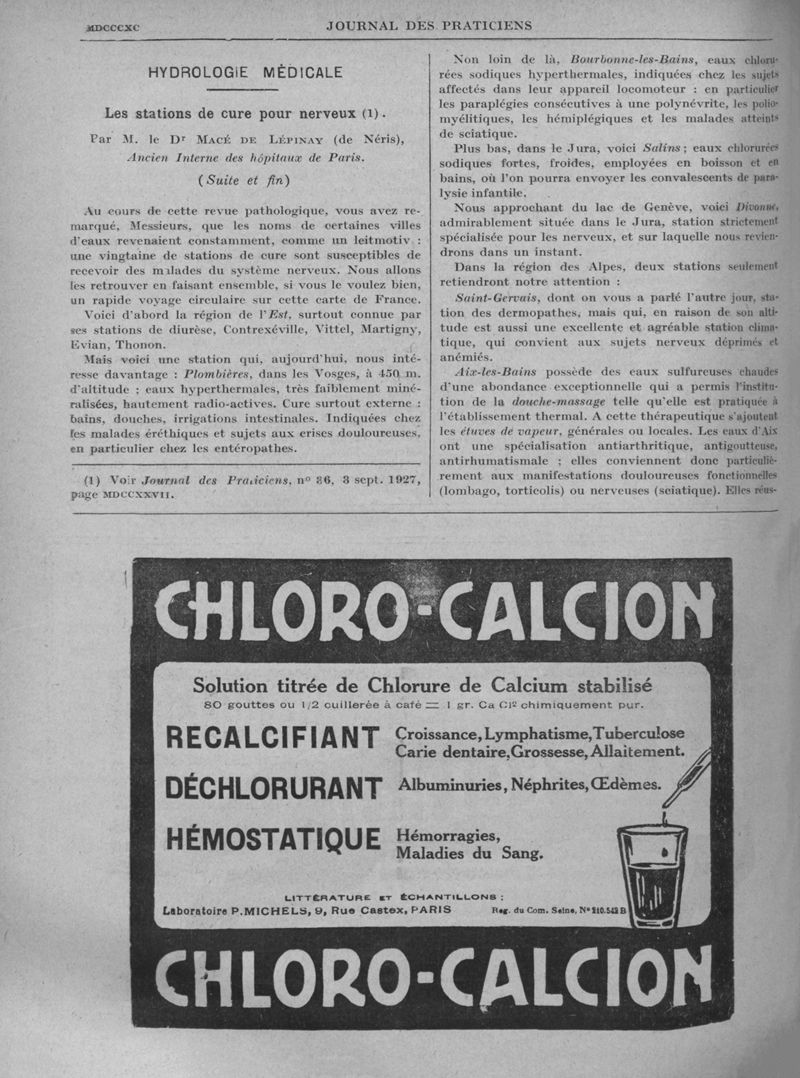 MDCCCXC
JOURNAL DES PRATICIENS
HYDROLOGIE MÉDICALE
Les stations de cure pour nerveux (1).
Par M. le Dr MACÉ DE LÉPINAY (de Néris),
Ancien Interne des hôpitaux de Paris.
(Suite et fin)
Au cours de cette revue pathologique, vous avez re-
marqué, Messieurs, que les noms de certaines villes
d'eaux revenaient constamment, comme un leitmotiv :
une vingtaine de stations de cure sont susceptibles de
recevoir des malades du système nerveux. Nous allons
les retrouver en faisant ensemble, si vous le voulez bien,
un rapide voyage circulaire sur cette carte de France.
Voici d'abord la région de l'Est, surtout connue par
ses stations de diurèse, Contrexéville, Vittel, Martigny,
Evian, Thonon.
Mais voici une station qui, aujourd'hui, nous inté-
resse davantage : Plombières, dans les Vosges, à 450 m.
d'altitude ; eaux hyperthermales, très faiblement miné-
ralisées, hautement radio-actives. Cure surtout externe :
bains, douches, irrigations intestinales. Indiquées chez
les malades éréthiques et sujets aux crises douloureuses,
en particulier chez les entéropathes.
(1) Voir Journal des Praticiens, nº 36, 3 sept. 1927,
page MDCCXXVII.
Non loin de là, Bourbonne-les-Bains, eaux chloru-
rées sodiques hyperthermales, indiquées chez les sujets
affectés dans leur appareil locomoteur : en particulier
les paraplégies consécutives à une polynévrite, les polio-
myélitiques, les hémiplégiques et les malades atteints
de sciatique.
Plus bas, dans le Jura, voici Salins ; eaux chlorurées
sodiques fortes, froides, employées en boisson et en
bains, où l'on pourra envoyer les convalescents de para-
lysie infantile.
Nous approchant du lac de Genève, voici Divonne,
admirablement située dans le Jura, station strictement
spécialisée pour les nerveux, et sur laquelle nous revien-
drons dans un instant.
Dans la région des Alpes, deux stations seulement
retiendront notre attention :
Saint-Gervais, dont on vous a parlé l'autre jour, sta-
tion des dermopathes, mais qui, en raison de son alti-
tude est aussi une excellente et agréable station clima-
tique, qui convient aux sujets nerveux déprimés et
anémiés.
Aix-les-Bains possède des eaux sulfureuses chaudes
d'une abondance exceptionnelle qui a permis l'institu-
tion de la douche-massage telle qu'elle est pratiquée à
l'établissement thermal. A cette thérapeutique s'ajoutent
les étuves de vapeur, générales ou locales. Les eaux d'Aix
ont une spécialisation antiarthritique, antigoutteuse,
antirhumatismale ; elles conviennent donc particuliè-
rement aux manifestations douloureuses fonctionnelles
(lombago, torticolis) ou nerveuses (sciatique). Elles réus-
CHLORO-CALCION
Solution titrée de Chlorure de Calcium stabilisé
80 gouttes ou 1/2 cuillerée à café = 1 gr. Ca Cl² chimiquement pur.
RECALCIFIANT Croissance, Lymphatisme, Tuberculose
Carie dentaire, Grossesse, Allaitement.
DÉCHLORURANT Albuminuries, Néphrites, Œdèmes.
HÉMOSTATIQUE Hémorragies,
Maladies du Sang.
LITTÉRATURE ET ÉCHANTILLONS :
Laboratoire P. MICHELS, 9, Rue Castex, PARIS Reg. du Com. Seine, Nº 210.542 B
CHLORO-CALCION